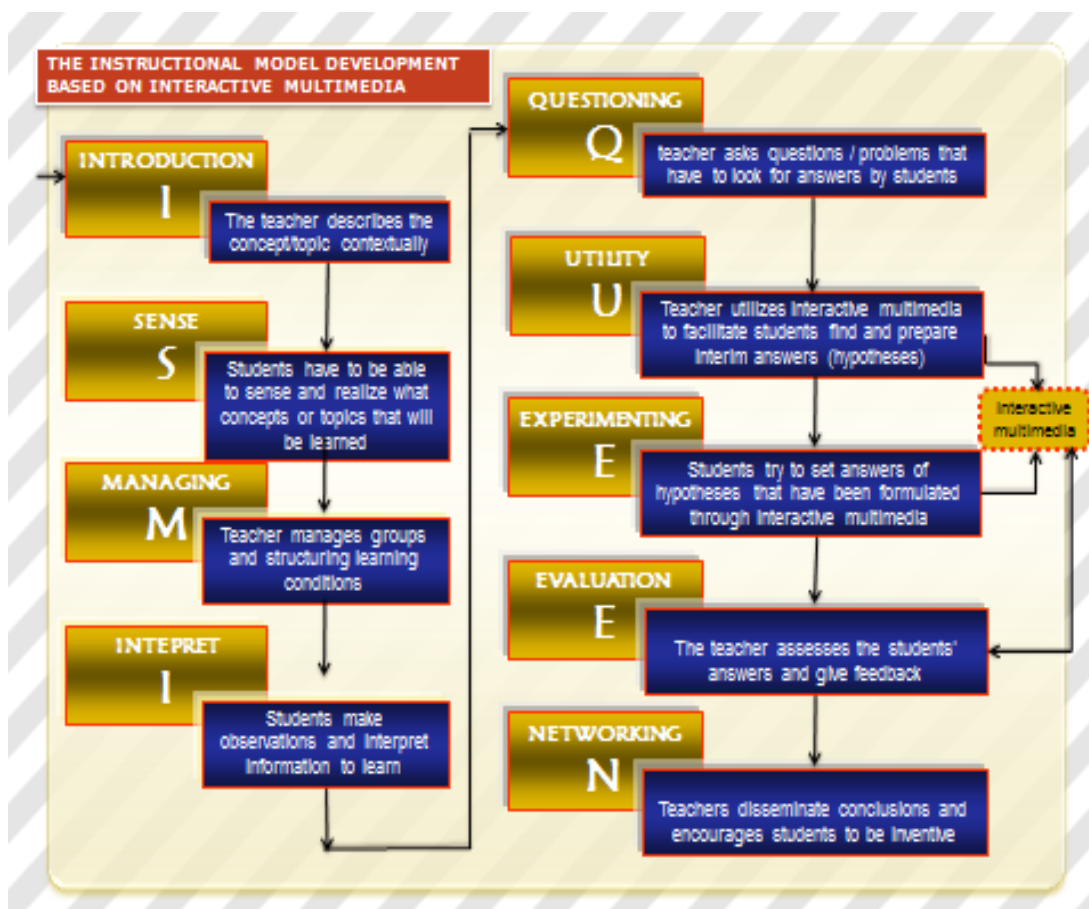 THE INSTRUCTIONAL MODEL DEVELOPMENT
BASED ON INTERACTIVE MULTIMEDIA
INTRODUCTION
I
The teacher describes the
concept/topic contextually
SENSE
S
Students have to be able
to sense and realize what
concepts or topics that will
be learned
MANAGING
M
Teacher manages groups
and structuring learning
conditions
INTEPRET
I
Students make
observations and interpret
information to learn
QUESTIONING
Q
teacher asks questions / problems that
have to look for answers by students
UTILITY
U
Teacher utilizes interactive multimedia
to facilitate students find and prepare
interim answers (hypotheses)
EXPERIMENTING
E
Students try to set answers of
hypotheses that have been formulated
through interactive multimedia
Interactive
multimedia
EVALUATION
E
The teacher assesses the students'
answers and give feedback
NETWORKING
N
Teachers disseminate conclusions and
encourages students to be inventive